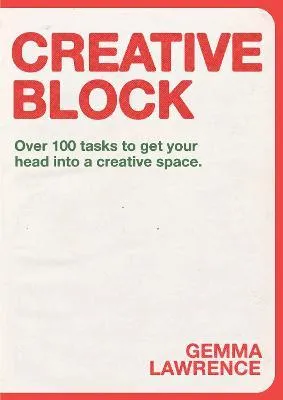 CREATIVE
BLOCK
Over 100 tasks to get your
head into a creative space.
GEMMA
LAWRENCE